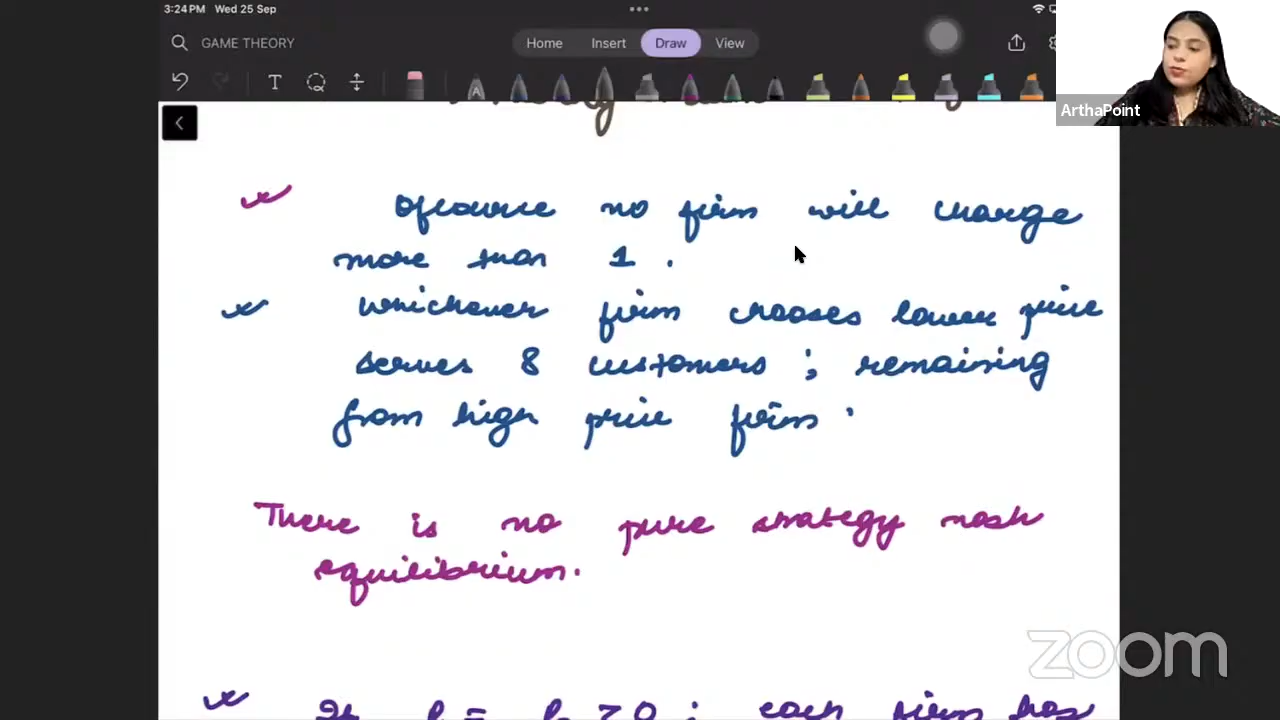 3:24 PM Wed 25 Sep
GAME THEORY
Home Insert Draw View
ArthaPoint
Ofcourse no firm will charge
more than 1.
whichever firm chooses lower price
serves 8 customers ; remaining
from high price firm.
There is no pure strategy nash
equilibrium.
If = > 0 ; each firm has
zoom